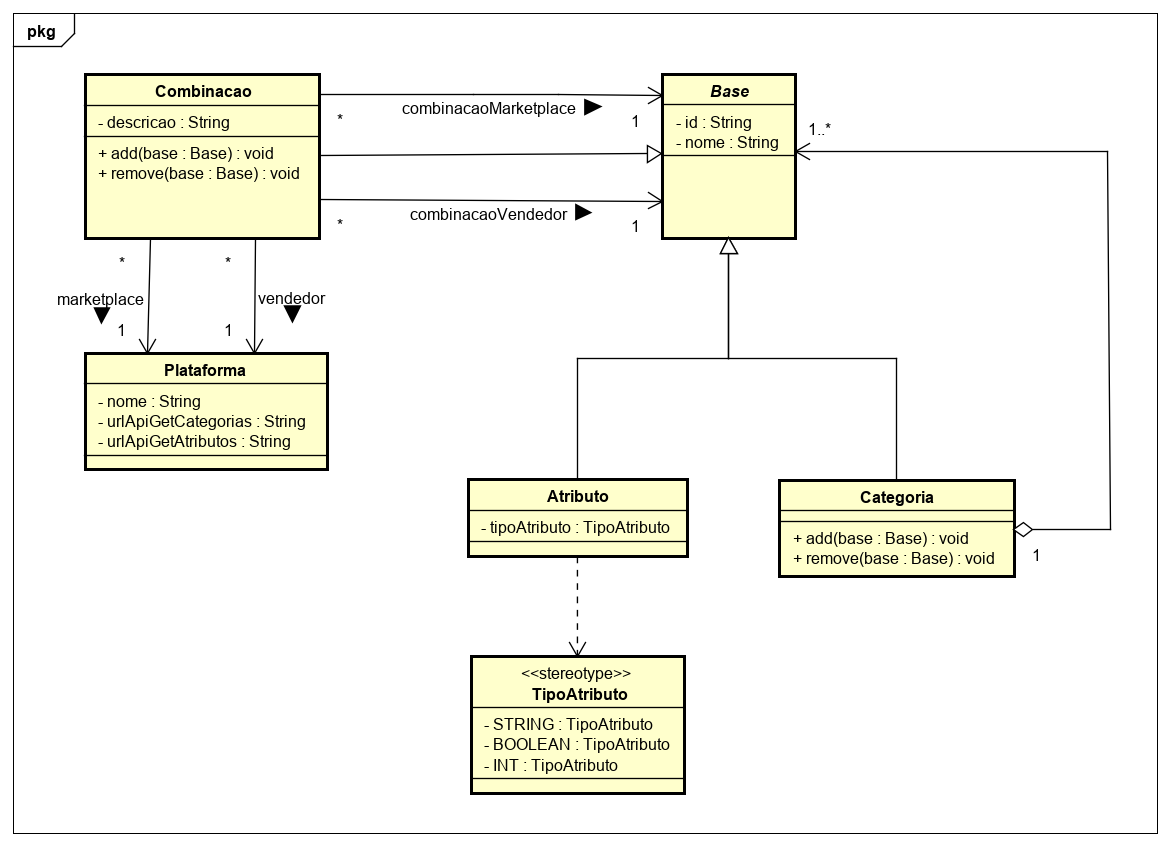 pkg
Combinacao
- descricao : String
+ add(base : Base) : void
+ remove(base : Base) : void
combinacaoMarketplace
*
1
combinacaoVendedor
*
1
Base
- id : String
- nome : String
1..*
*
*
marketplace
vendedor
1
1
Plataforma
- nome : String
- urlApiGetCategorias : String
- urlApiGetAtributos : String
Atributo
- tipoAtributo : TipoAtributo
Categoria
+ add(base : Base) : void
+ remove(base : Base) : void
1
<<stereotype>>
TipoAtributo
- STRING : TipoAtributo
- BOOLEAN : TipoAtributo
- INT : TipoAtributo